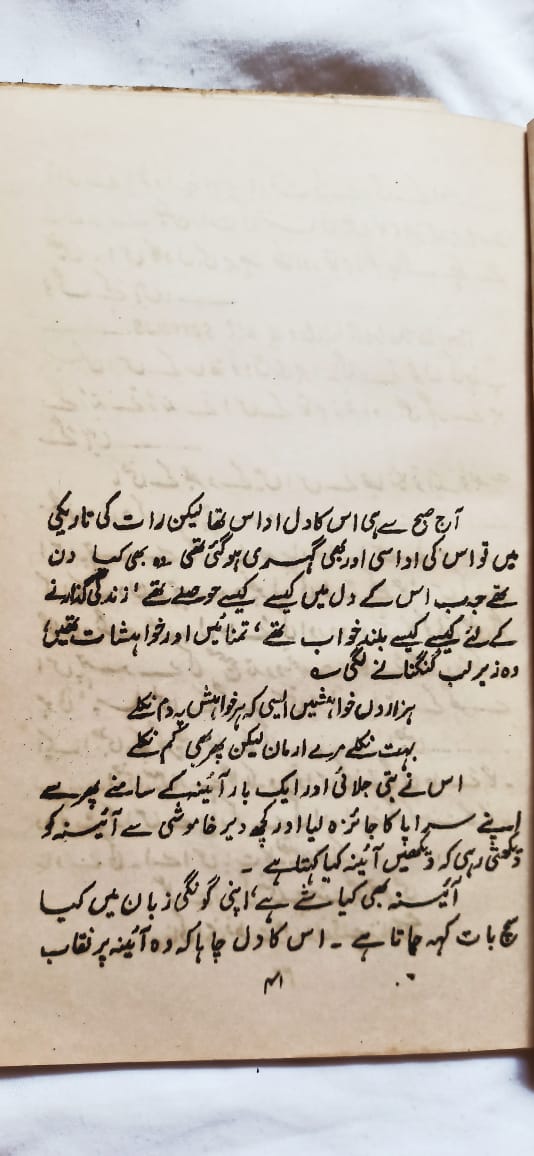 آج صبح سے ہی اس کا دل اداس تھا لیکن رات کی تاریکی
میں تو اس کی اداسی اور بھی گہری ہوگئی تھی وہ بھی کیا دن
تھے جب اس کے دل میں کیسے کیسے حوصلے تھے، زندگی گذارنے
کے لئے کیسے کیسے بلند خواب تھے، تمنائیں اور خواہشات تھیں،
وہ زیر لب گنگنانے لگی ؎
ہزاروں خواہشیں ایسی کہ ہر خواہش پہ دم نکلے
بہت نکلے مرے ارمان لیکن پھر بھی کم نکلے
اس نے بتی جلائی اور ایک بار آئینہ کے سامنے پھر سے
اپنے سراپا کا جائزہ لیا اور کچھ دیر خاموشی سے آئینہ کو
دیکھتی رہی کہ دیکھیں آئینہ کیا کہتا ہے ۔
آئینہ بھی کیا شے ہے، اپنی گونگی زبان میں کیا
سچ بات کہہ جاتا ہے ۔ اس کا دل چاہا کہ وہ آئینہ پر نقاب